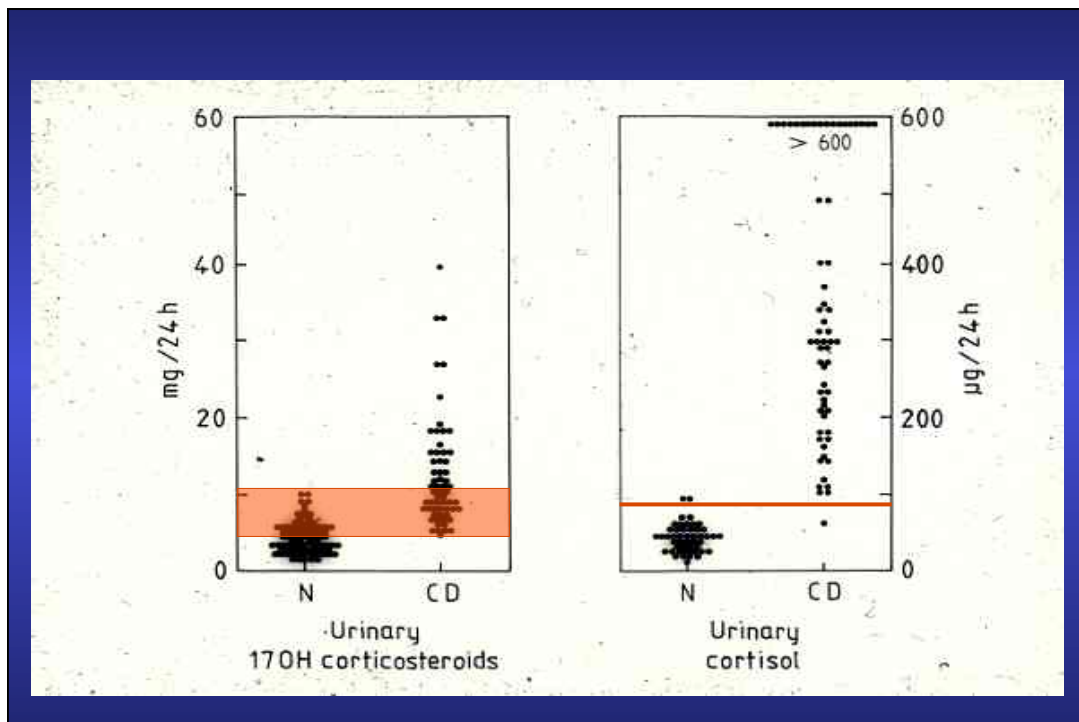 60
40
20
0
mg/24h
N
CD
Urinary
17OH corticosteroids
> 600
600
400
200
0
µg/24h
N
CD
Urinary
cortisol